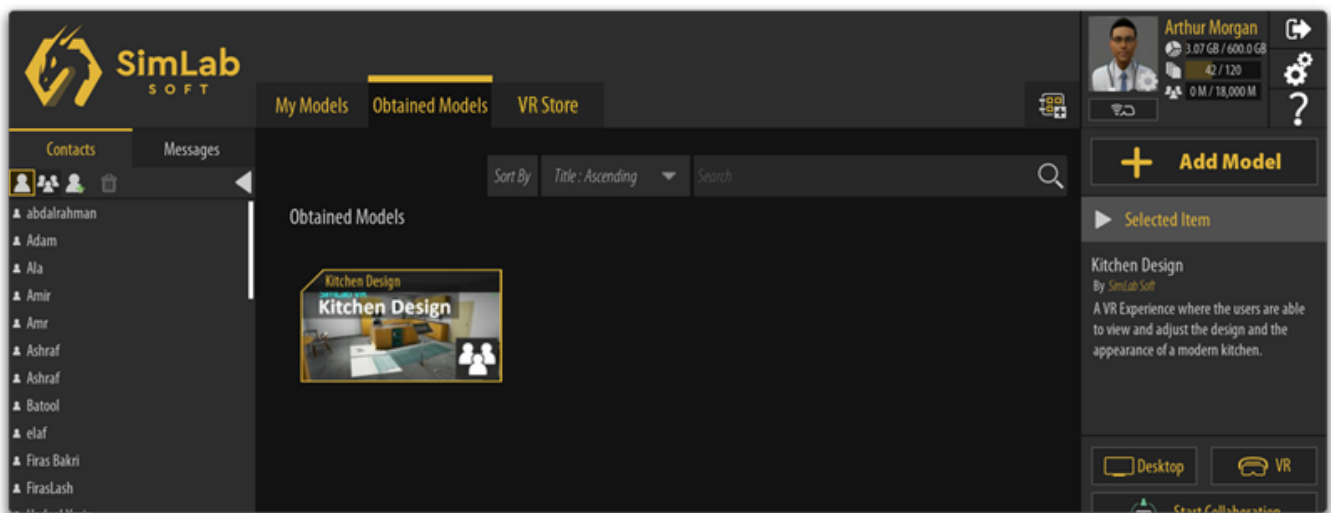 SimLab
SOFT
My Models
Obtained Models
VR Store
Arthur Morgan
3.07 GB / 600.0 GB
42 / 120
0 M / 18,000 M
?
Contacts
Messages
abdalrahman
Adam
Ala
Amir
Amr
Ashraf
Ashraf
Batool
elaf
Firas Bakri
FirasLash
Sort By
Title : Ascending
Search
Obtained Models
Kitchen Design
SimLab VR
Kitchen Design
Add Model
Selected Item
Kitchen Design
By SimLab Soft
A VR Experience where the users are able
to view and adjust the design and the
appearance of a modern kitchen.
Desktop
VR
Start Collaboration